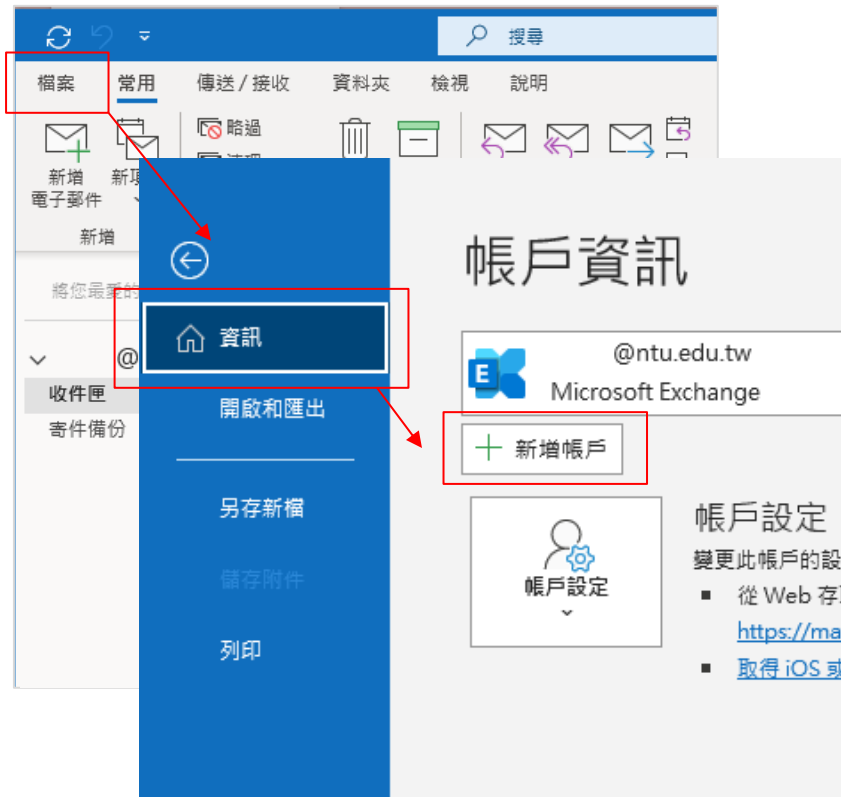 搜尋
檔案 常用 傳送 / 接收 資料夾 檢視 說明
略過
新增
電子郵件
新增
將您最愛的
@
收件匣
寄件備份
資訊
開啟和匯出
另存新檔
儲存附件
列印
帳戶資訊
@ntu.edu.tw
Microsoft Exchange
新增帳戶
帳戶設定
帳戶設定
變更此帳戶的設
■ 從 Web 存
https://ma
■ 取得 iOS 或